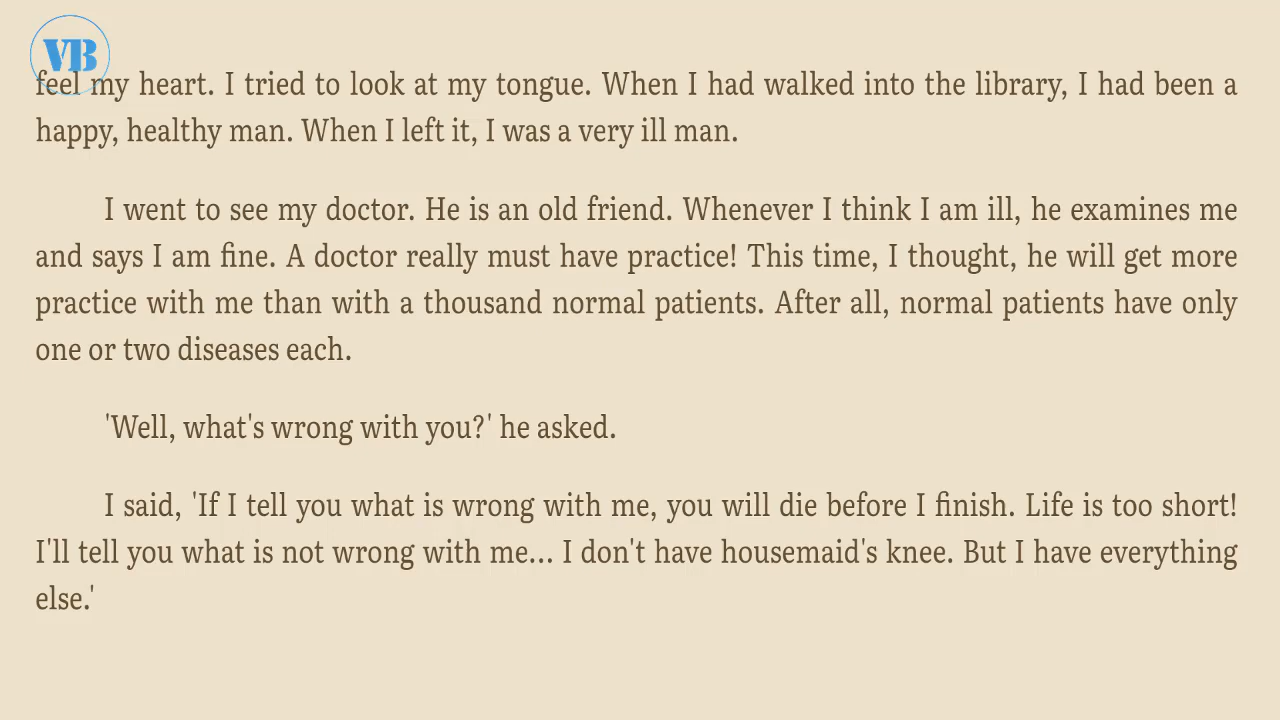 VB
feel my heart. I tried to look at my tongue. When I had walked into the library, I had been a
happy, healthy man. When I left it, I was a very ill man.
I went to see my doctor. He is an old friend. Whenever I think I am ill, he examines me
and says I am fine. A doctor really must have practice! This time, I thought, he will get more
practice with me than with a thousand normal patients. After all, normal patients have only
one or two diseases each.
'Well, what's wrong with you?' he asked.
I said, 'If I tell you what is wrong with me, you will die before I finish. Life is too short!
I'll tell you what is not wrong with me... I don't have housemaid's knee. But I have everything
else.'